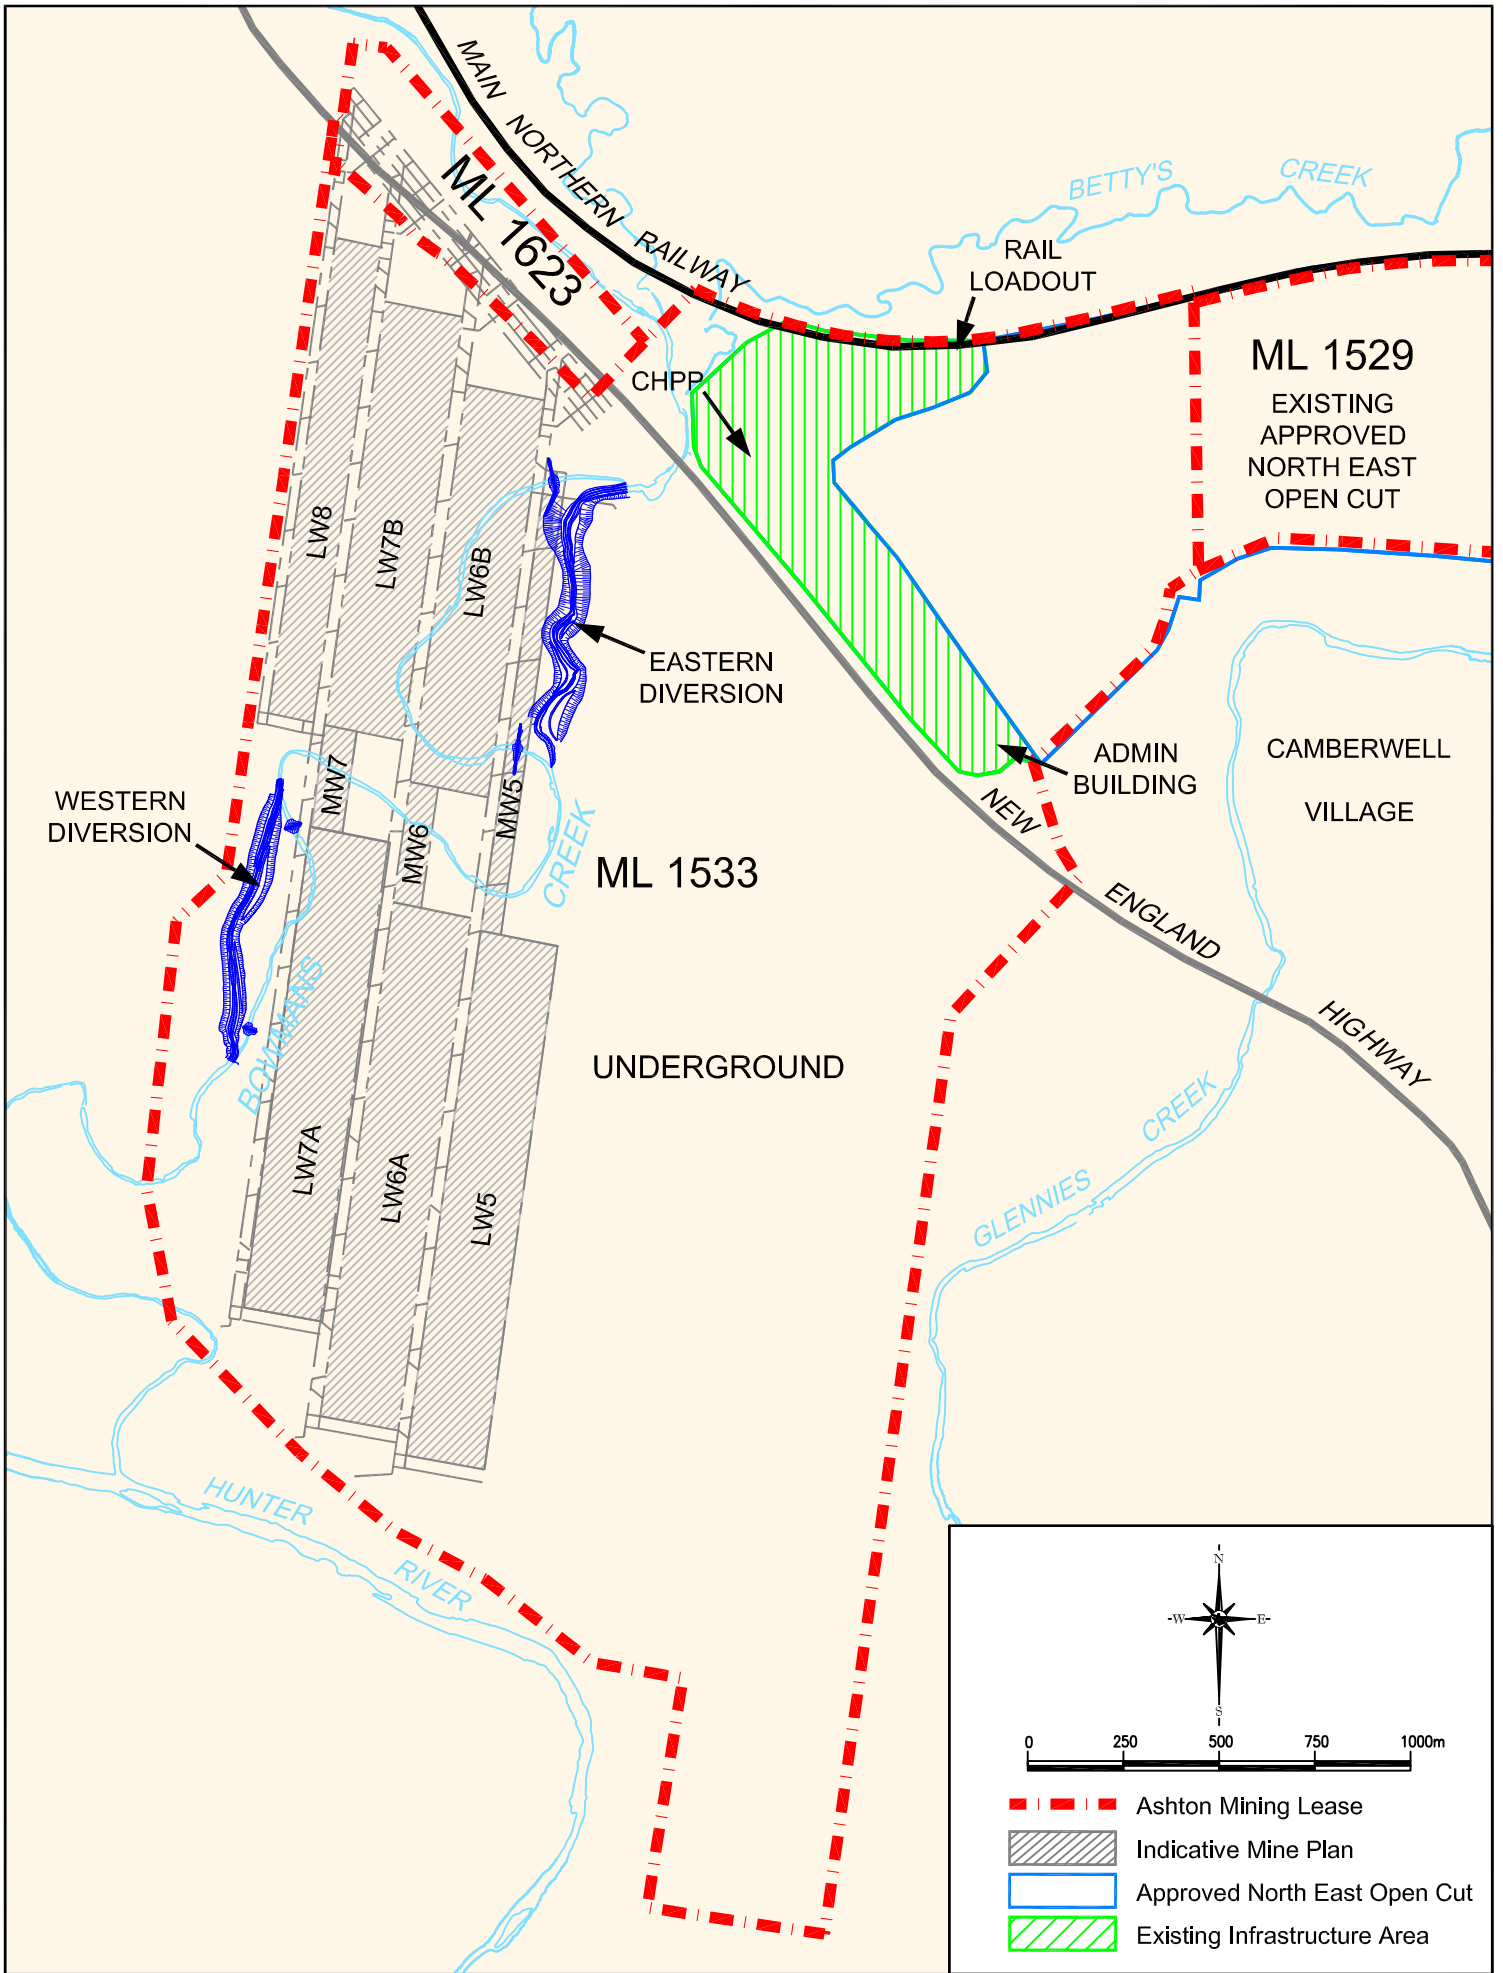 MAIN NORTHERN RAILWAY
ML 1623
BETTY'S CREEK
RAIL
LOADOUT
ML 1529
EXISTING
APPROVED
NORTH EAST
OPEN CUT
CHPP
LW8
LW7B
LW6B
EASTERN
DIVERSION
WESTERN
DIVERSION
MW7
MW6
MW5
ADMIN
BUILDING
CAMBERWELL
VILLAGE
ML 1533
NEW ENGLAND HIGHWAY
BOWMANS CREEK
UNDERGROUND
LW7A
LW6A
LW5
GLENNIES CREEK
HUNTER RIVER
N
W
E
S
0 250 500 750 1000m
Ashton Mining Lease
Indicative Mine Plan
Approved North East Open Cut
Existing Infrastructure Area